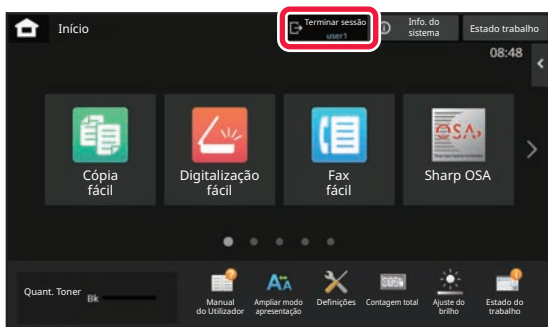 Início
Terminar sessão
user1
Info. do
sistema
Estado trabalho
08:48
Cópia
fácil
Digitalização
fácil
Fax
fácil
OSA
Sharp OSA
Quant. Toner
Bk
Manual
do Utilizador
Ampliar modo
apresentação
Definições
Contagem total
Ajuste do
brilho
Estado do
trabalho